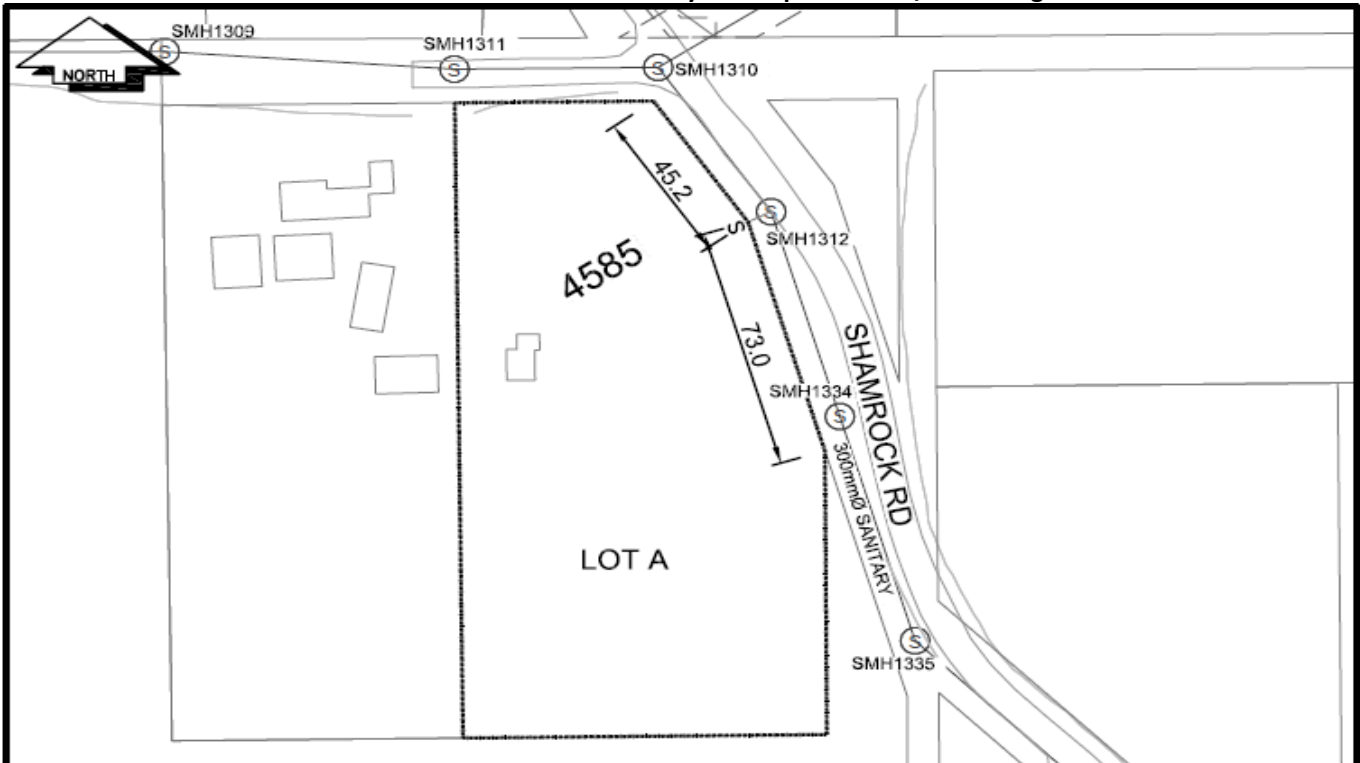 SMH1309
SMH1311
SMH1310
NORTH
45.2
S
SMH1312
4585
73.0
SHAMROCK RD
SMH1334
300mmØ SANITARY
LOT A
SMH1335
S
S
S
S
S
S
S